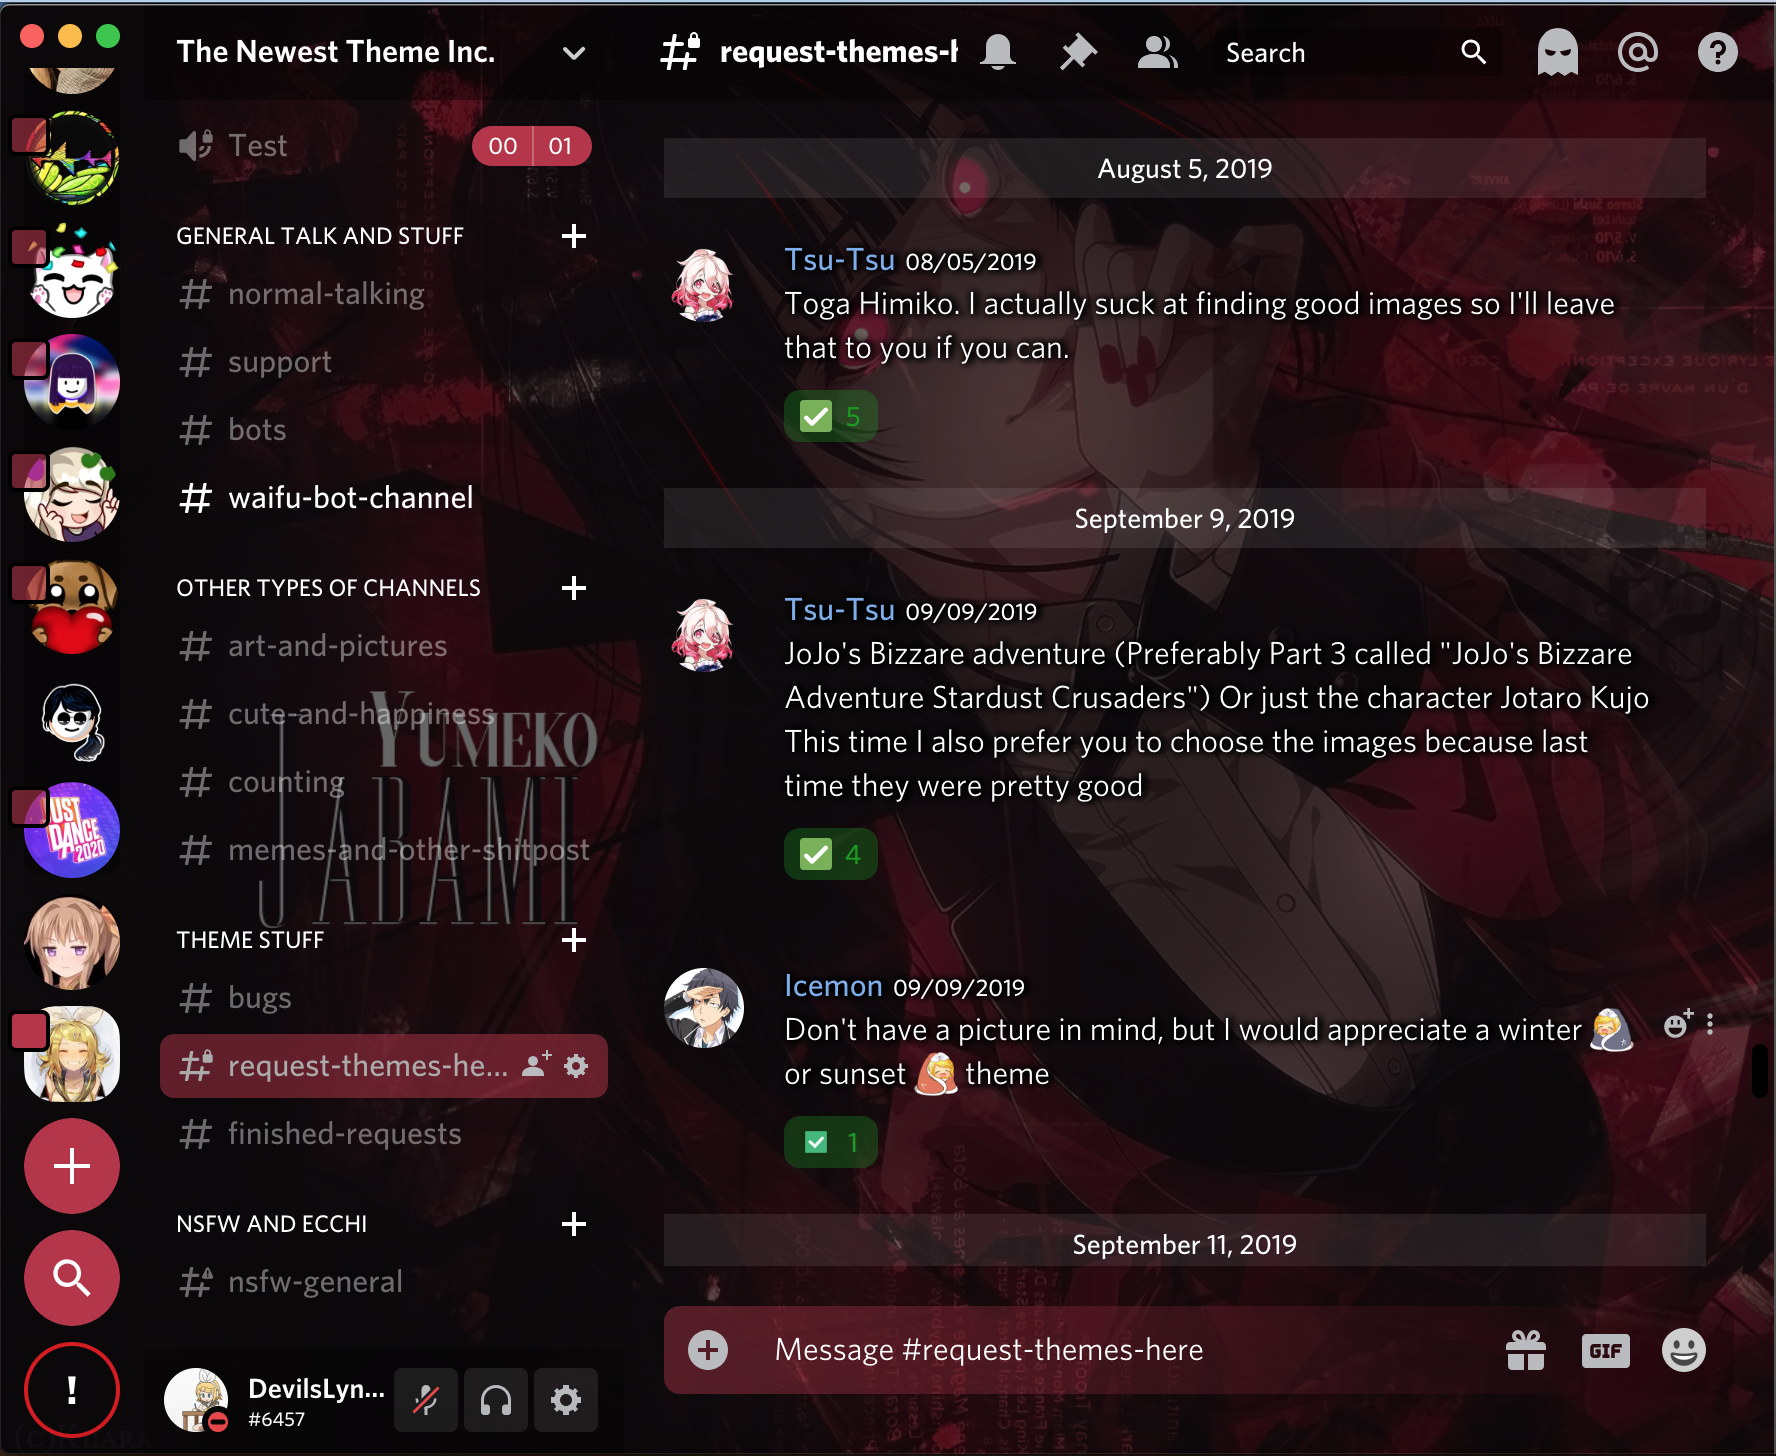 The Newest Theme Inc.
Test
00 01
GENERAL TALK AND STUFF
normal-talking
support
bots
waifu-bot-channel
OTHER TYPES OF CHANNELS
art-and-pictures
cute-and-happiness
counting
memes-and-other-shitpost
YUMEKO
JABAMI
THEME STUFF
bugs
request-themes-he...
finished-requests
NSFW AND ECCHI
nsfw-general
DevilsLyn...
#6457
UST
DANCE
2020
!
request-themes-h
Search
August 5, 2019
Tsu-Tsu 08/05/2019
Toga Himiko. I actually suck at finding good images so I'll leave
that to you if you can.
5
September 9, 2019
Tsu-Tsu 09/09/2019
JoJo's Bizzare adventure (Preferably Part 3 called "JoJo's Bizzare
Adventure Stardust Crusaders") Or just the character Jotaro Kujo
This time I also prefer you to choose the images because last
time they were pretty good
4
Icemon 09/09/2019
Don't have a picture in mind, but I would appreciate a winter
or sunset theme
1
September 11, 2019
Message #request-themes-here
GIF